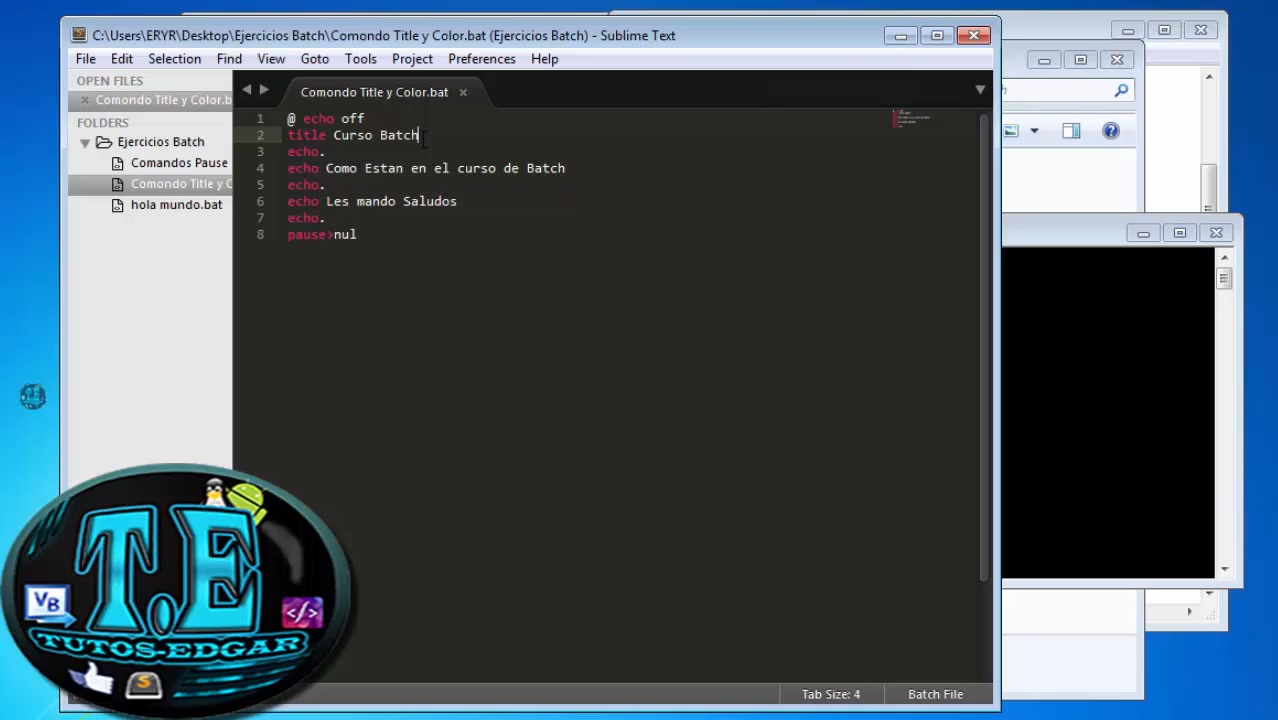 C:\Users\ERYR\Desktop\Ejercicios Batch\Comondo Title y Color.bat (Ejercicios Batch) - Sublime Text
File Edit Selection Find View Goto Tools Project Preferences Help
OPEN FILES
Comondo Title y Color.b
FOLDERS
Ejercicios Batch
Comandos Pause
Comondo Title y C
hola mundo.bat
Comondo Title y Color.bat
1 @ echo off
2 title Curso Batch
3 echo.
4 echo Como Estan en el curso de Batch
5 echo.
6 echo Les mando Saludos
7 echo.
8 pause>nul
T.E
TUTOS-EDGAR
VB
</>
S
Tab Size: 4 Batch File